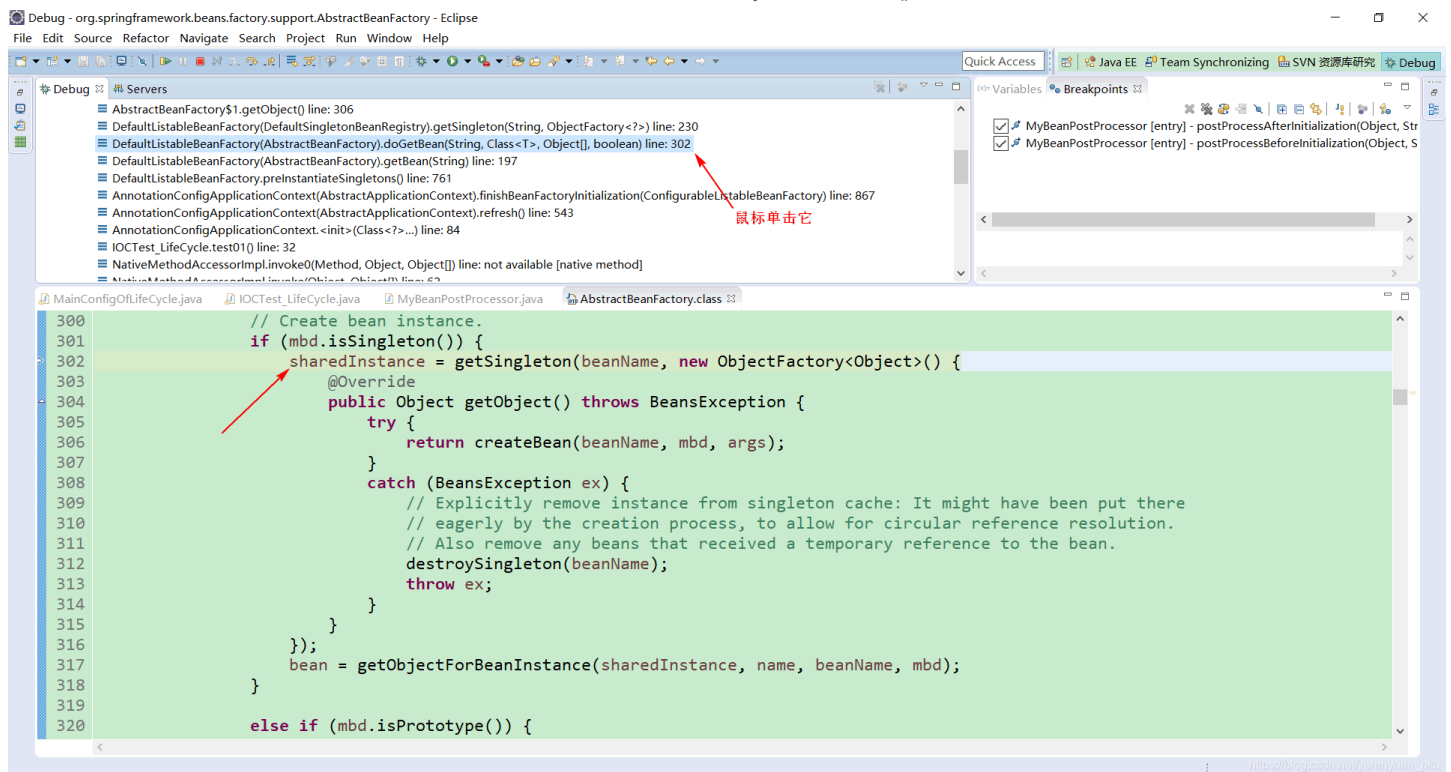 Debug - org.springframework.beans.factory.support.AbstractBeanFactory - Eclipse
File Edit Source Refactor Navigate Search Project Run Window Help
Quick Access Java EE Team Synchronizing SVN 资源库研究 Debug
Debug Servers
AbstractBeanFactory$1.getObject() line: 306
DefaultListableBeanFactory(DefaultSingletonBeanRegistry).getSingleton(String, ObjectFactory<?>) line: 230
DefaultListableBeanFactory(AbstractBeanFactory).doGetBean(String, Class<T>, Object[], boolean) line: 302
DefaultListableBeanFactory(AbstractBeanFactory).getBean(String) line: 197
DefaultListableBeanFactory.preInstantiateSingletons() line: 761
AnnotationConfigApplicationContext(AbstractApplicationContext).finishBeanFactoryInitialization(ConfigurableListableBeanFactory) line: 867
AnnotationConfigApplicationContext(AbstractApplicationContext).refresh() line: 543
AnnotationConfigApplicationContext.<init>(Class<?>...) line: 84
IOCTest_LifeCycle.test01() line: 32
NativeMethodAccessorImpl.invoke0(Method, Object, Object[]) line: not available [native method]
NativeMethodAccessorImpl.invoke(Object, Object[]) line: 62
鼠标单击它
(x)= Variables Breakpoints
MyBeanPostProcessor [entry] - postProcessAfterInitialization(Object, Str
MyBeanPostProcessor [entry] - postProcessBeforeInitialization(Object, S
MainConfigOfLifeCycle.java IOCTest_LifeCycle.java MyBeanPostProcessor.java AbstractBeanFactory.class
300 // Create bean instance.
301 if (mbd.isSingleton()) {
302 sharedInstance = getSingleton(beanName, new ObjectFactory<Object>() {
303 @Override
304 public Object getObject() throws BeansException {
305 try {
306 return createBean(beanName, mbd, args);
307 }
308 catch (BeansException ex) {
309 // Explicitly remove instance from singleton cache: It might have been put there
310 // eagerly by the creation process, to allow for circular reference resolution.
311 // Also remove any beans that received a temporary reference to the bean.
312 destroySingleton(beanName);
313 throw ex;
314 }
315 }
316 });
317 bean = getObjectForBeanInstance(sharedInstance, name, beanName, mbd);
318 }
319
320 else if (mbd.isPrototype()) {
https://blog.csdn.net/yerenyuan_pku